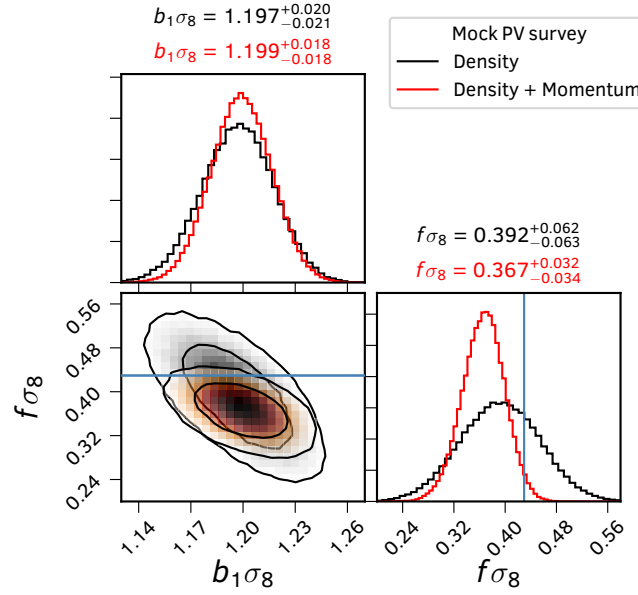 b₁σ₈ = 1.197⁺⁰·⁰²⁰₋₀.₀₂₁
b₁σ₈ = 1.199⁺⁰·⁰¹⁸₋₀.₀₁₈
Mock PV survey
Density
Density + Momentum
fσ₈ = 0.392⁺⁰·⁰⁶²₋₀.₀₆₃
fσ₈ = 0.367⁺⁰·⁰³²₋₀.₀₃₄
0.56
0.48
0.40
0.32
0.24
fσ₈
1.14 1.17 1.20 1.23 1.26
0.24 0.32 0.40 0.48 0.56
b₁σ₈
fσ₈